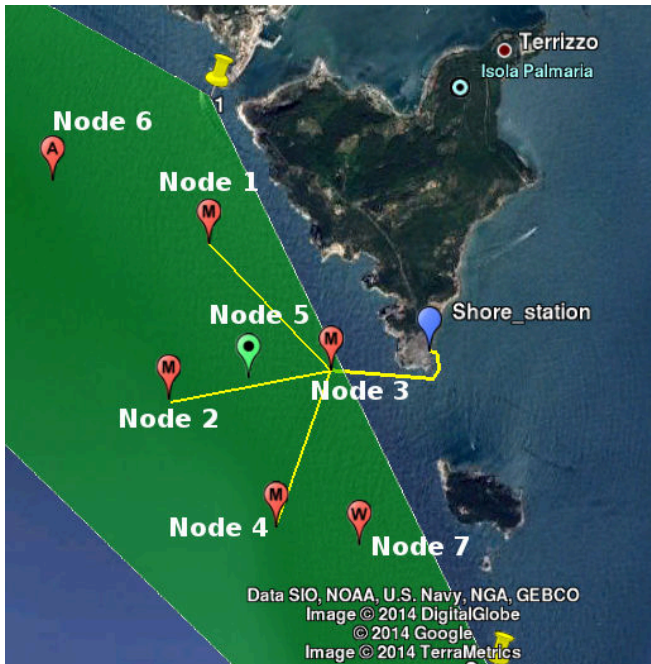 Terrizzo
Isola Palmaria
1
Node 6
A
Node 1
M
Node 5
Shore_station
M
M
Node 3
Node 2
M
Node 4
W
Node 7
Data SIO, NOAA, U.S. Navy, NGA, GEBCO
Image © 2014 DigitalGlobe
© 2014 Google
Image © 2014 TerraMetrics